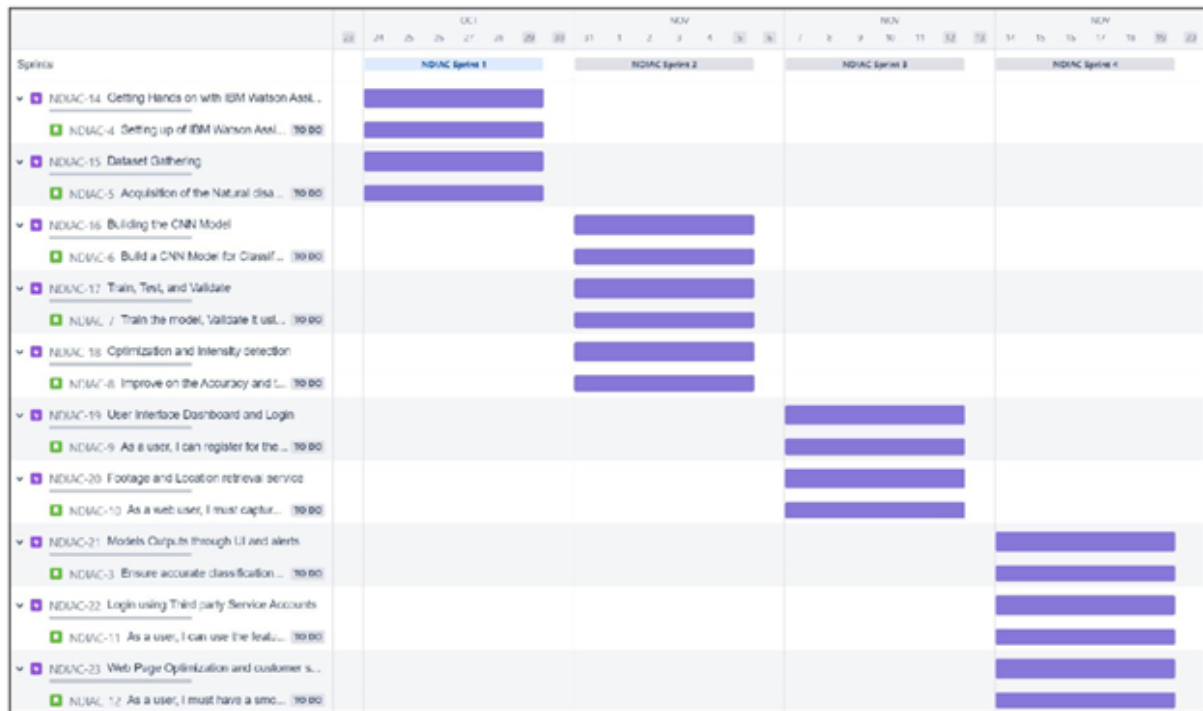 OCT NOV NOV NOV
23 24 25 26 27 28 29 30 31 1 2 3 4 5 6 7 8 9 10 11 12 13 14 15 16 17 18 19 20
Sprints NDIAC Sprint 1 NDIAC Sprint 2 NDIAC Sprint 3 NDIAC Sprint 4
NDIAC-14 Getting Hands on with IBM Watson Assi...
NDIAC-4 Setting up of IBM Watson Assi... TO DO
NDIAC-15 Dataset Gathering
NDIAC-5 Acquisition of the Natural disa... TO DO
NDIAC-16 Building the CNN Model
NDIAC-6 Build a CNN Model for Classif... TO DO
NDIAC-17 Train, Test, and Validate
NDIAC-7 Train the model, Validate it usi... TO DO
NDIAC-18 Optimization and Intensity detection
NDIAC-8 Improve on the Accuracy and t... TO DO
NDIAC-19 User Interface Dashboard and Login
NDIAC-9 As a user, I can register for the... TO DO
NDIAC-20 Footage and Location retrieval service
NDIAC-10 As a web user, I must captur... TO DO
NDIAC-21 Models Outputs through UI and alerts
NDIAC-3 Ensure accurate classification... TO DO
NDIAC-22 Login using Third party Service Accounts
NDIAC-11 As a user, I can use the featu... TO DO
NDIAC-23 Web Page Optimization and customer s...
NDIAC-12 As a user, I must have a smo... TO DO